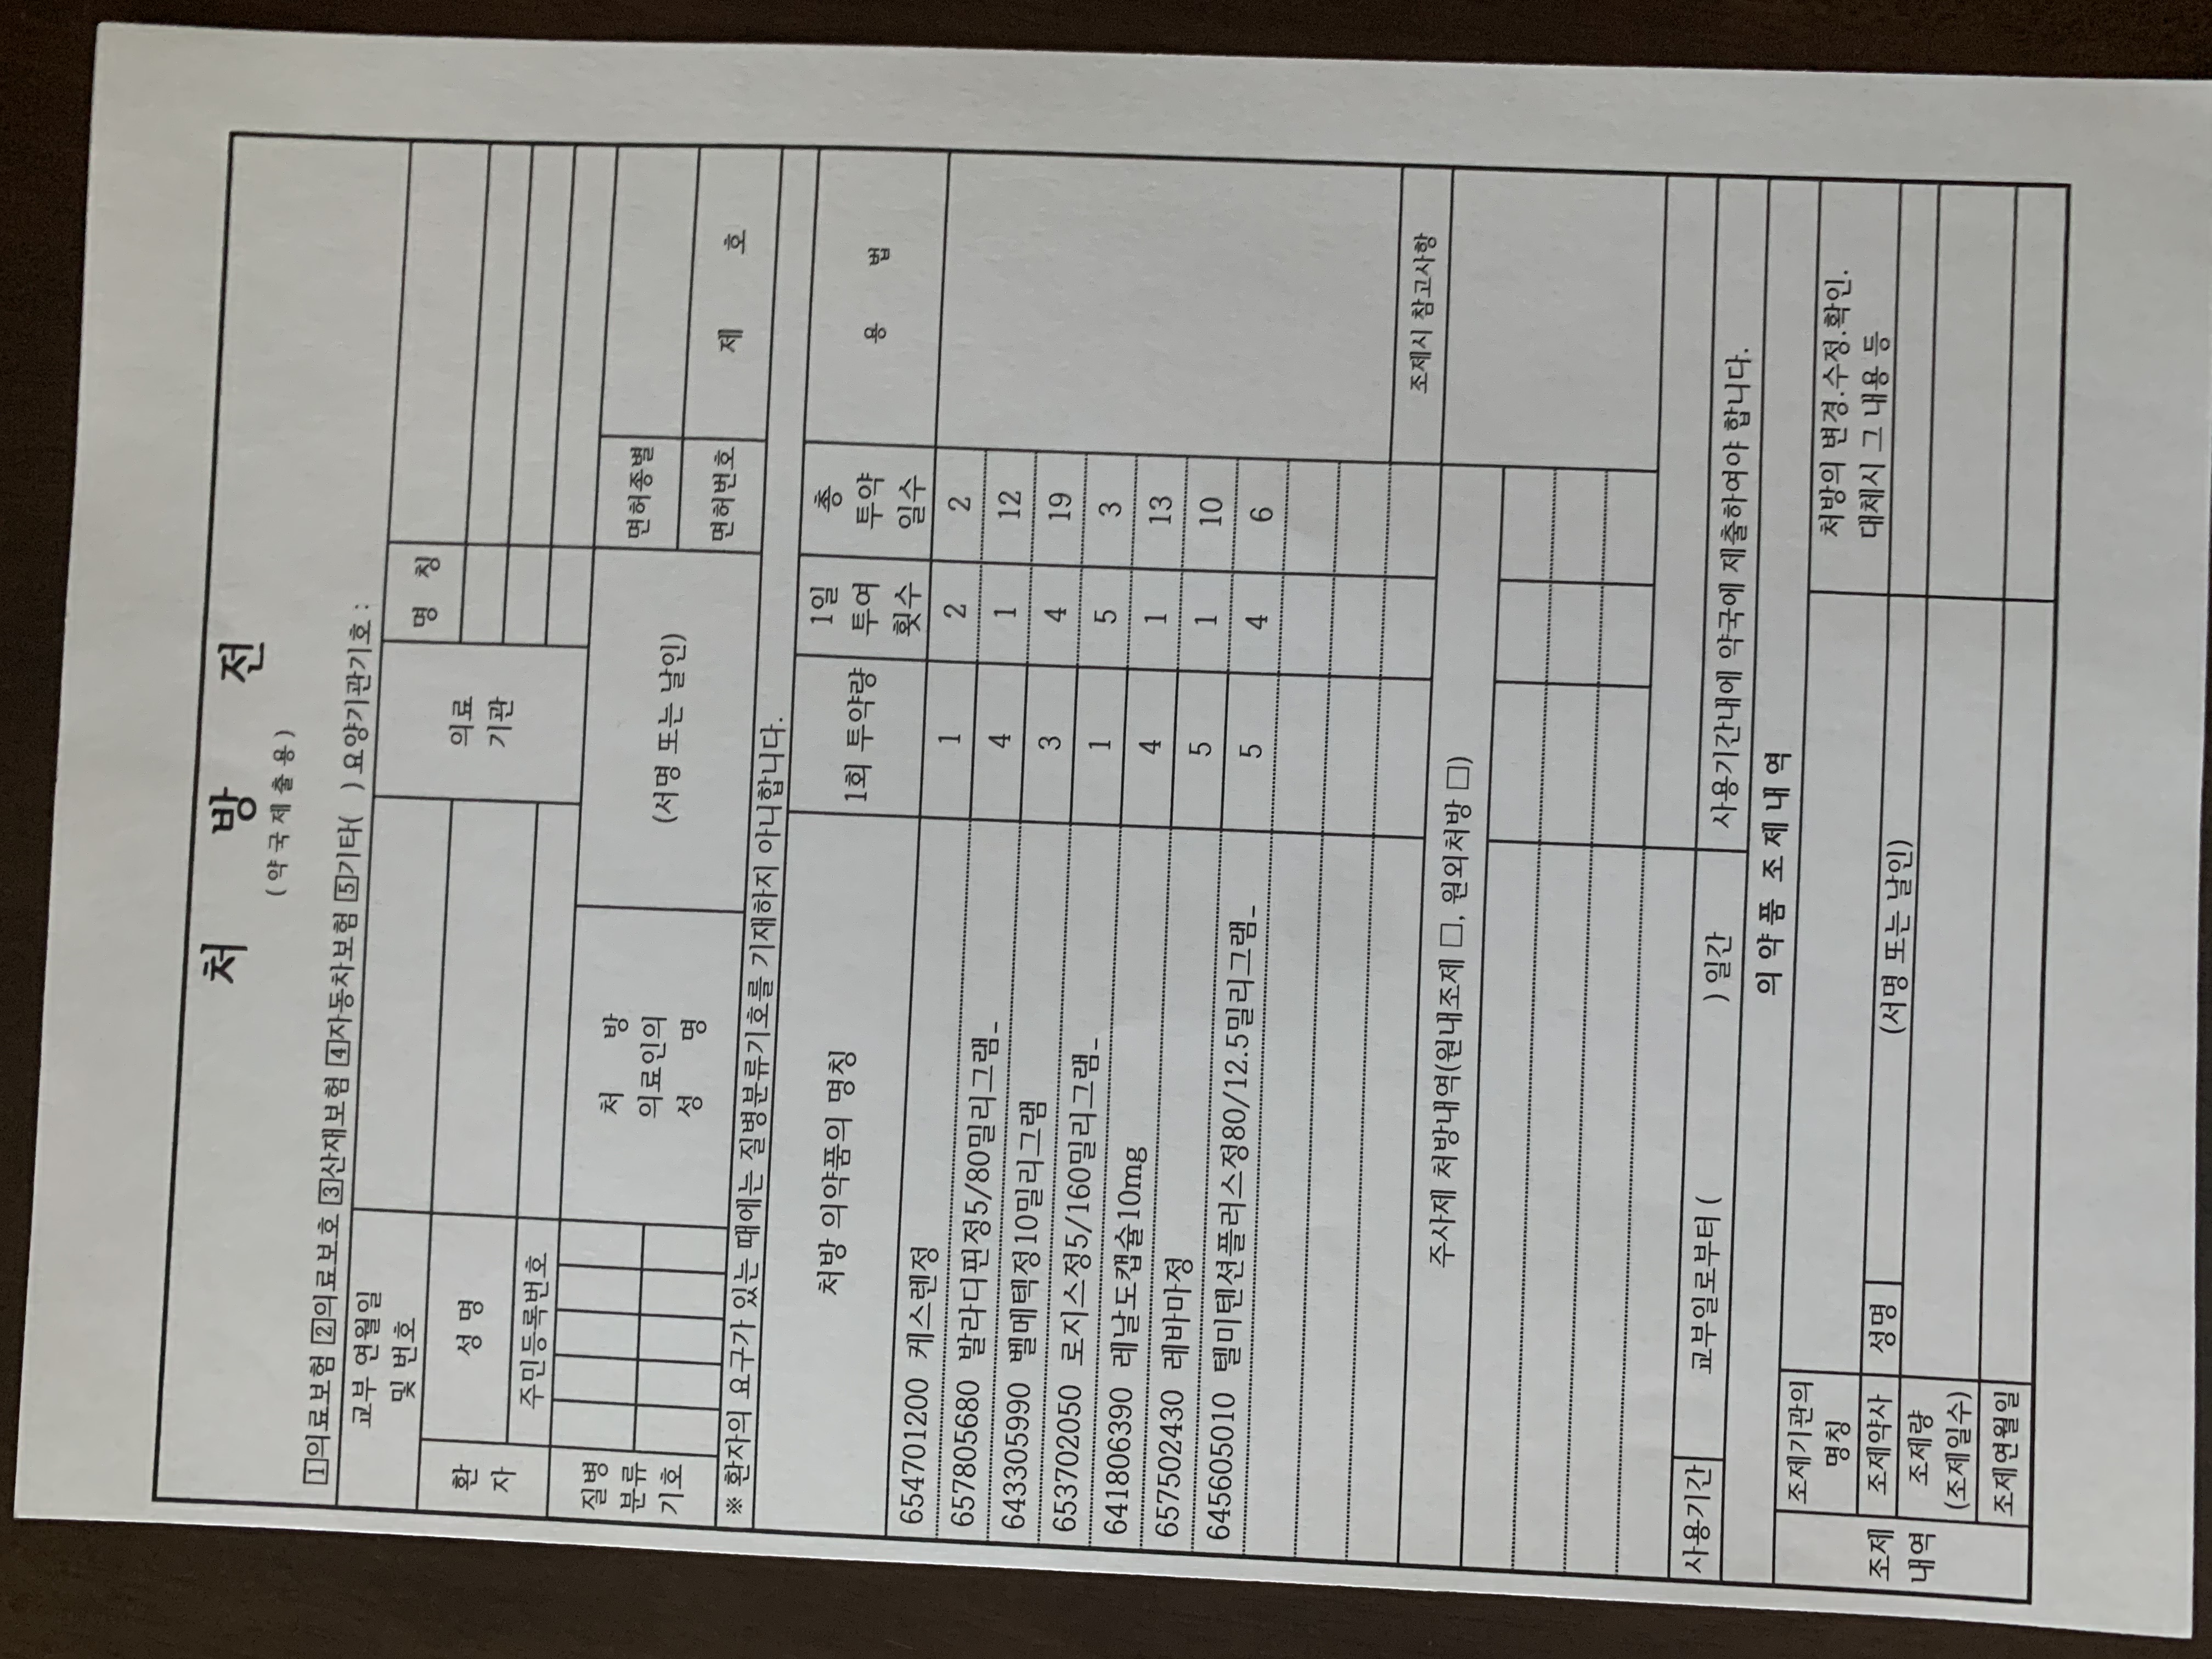 처 방 전
(약국제출용)
1의료보험 2의료보호 3산재보험 4자동차보험 5기타( ) 요양기관기호 :
교부 연월일
및 번호
환
자
성 명
주민등록번호
의료
기관
명 칭
질병
분류
기호
처 방
의료인의
성 명
(서명 또는 날인)
면허종별
면허번호
제 호
※ 환자의 요구가 있는 때에는 질병분류기호를 기재하지 아니합니다.
처방 의약품의 명칭
1회 투약량
1일
투여
횟수
총
투약
일수
용 법
654701200 케스렌정 1 2 2
657805680 발라디핀정5/80밀리그램_ 4 1 12
643305990 벨메텍정10밀리그램 3 4 19
653702050 로지스정5/160밀리그램_ 1 5 3
641806390 레날도캡슐10mg 4 1 13
657502430 레바마정 5 1 10
645605010 텔미텐션플러스정80/12.5밀리그램_ 5 4 6
조제시 참고사항
주사제 처방내역(원내조제 □, 원외처방 □)
사용기간 교부일로부터 ( ) 일간 사용기간내에 약국에 제출하여야 합니다.
의 약 품 조 제 내 역
조제
내역
조제기관의
명칭
처방의 변경.수정.확인.
대체시 그 내용 등
조제약사 성명 (서명 또는 날인)
조제량
(조제일수)
조제연월일